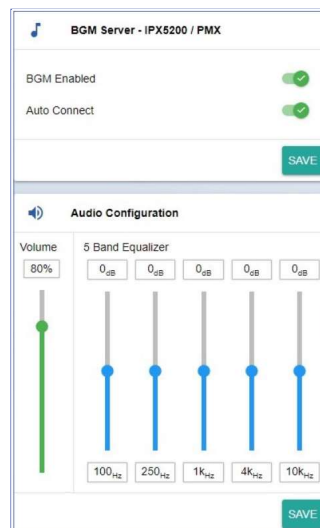 BGM Server - IPX5200 / PMX
BGM Enabled
Auto Connect
SAVE
Audio Configuration
Volume 5 Band Equalizer
80% 0dB 0dB 0dB 0dB 0dB
100Hz 250Hz 1kHz 4kHz 10kHz
SAVE